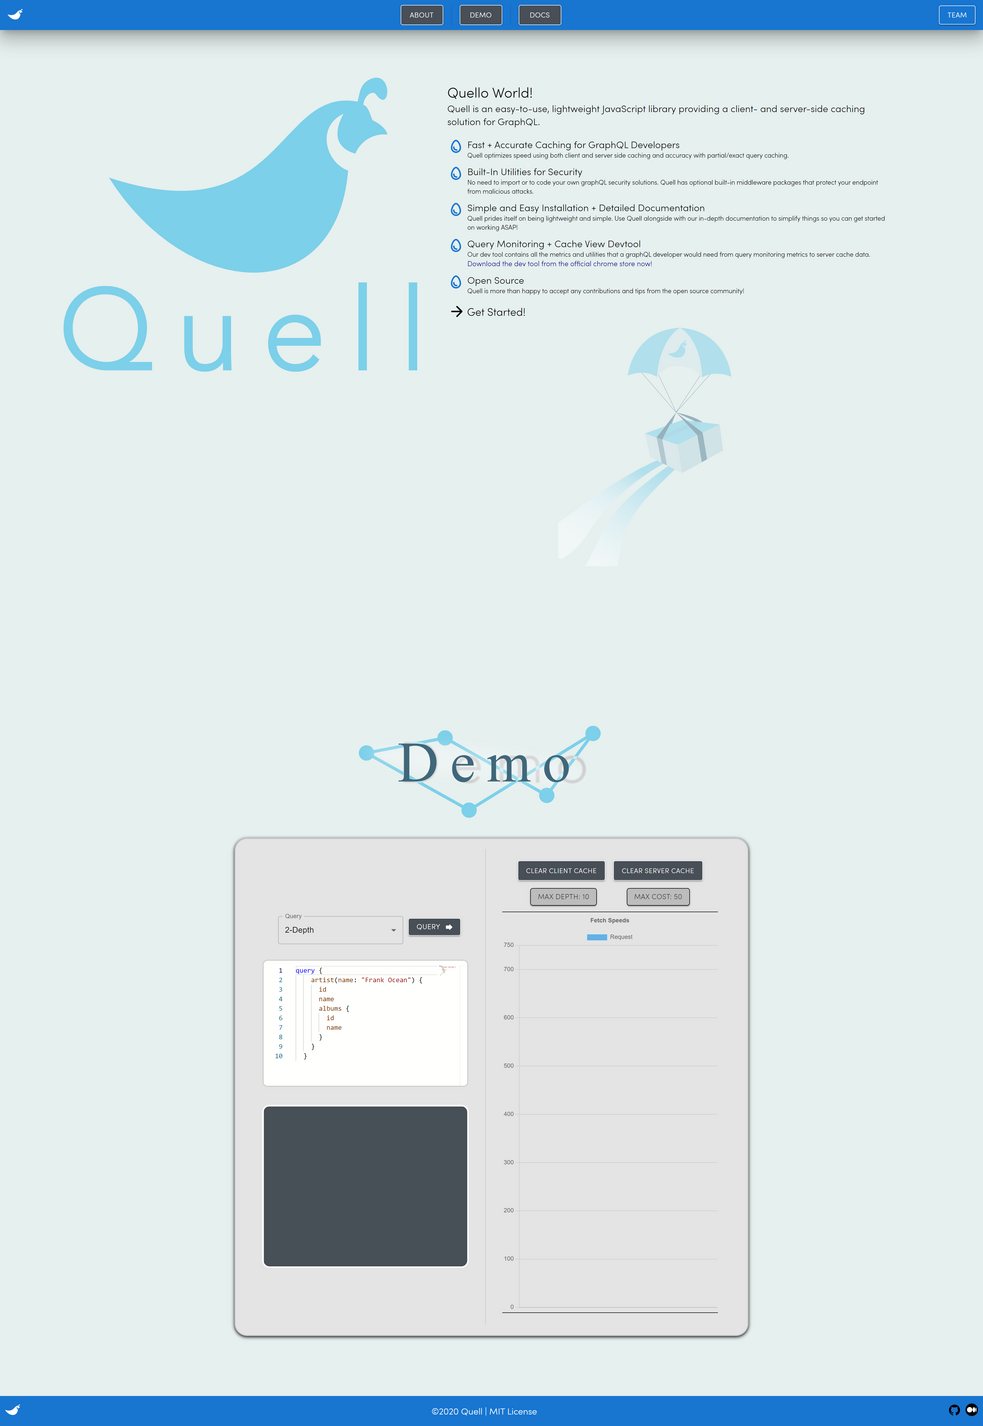 ABOUT
DEMO
DOCS
TEAM
Quell
Quello World!
Quell is an easy-to-use, lightweight JavaScript library providing a client- and server-side caching
solution for GraphQL.
Fast + Accurate Caching for GraphQL Developers
Quell optimizes speed using both client and server side caching and accuracy with partial/exact query caching.
Built-In Utilities for Security
No need to import or to code your own graphQL security solutions. Quell has optional built-in middleware packages that protect your endpoint
from malicious attacks.
Simple and Easy Installation + Detailed Documentation
Quell prides itself on being lightweight and simple. Use Quell alongside with our in-depth documentation to simplify things so you can get started
on working ASAP!
Query Monitoring + Cache View Devtool
Our dev tool contains all the metrics and utilities that a graphQL developer would need from query monitoring metrics to server cache data.
Download the dev tool from the official chrome store now!
Open Source
Quell is more than happy to accept any contributions and tips from the open source community!
Get Started!
Demo
Query
2-Depth
QUERY
1 query {
2 artist(name: "Frank Ocean") {
3 id
4 name
5 albums {
6 id
7 name
8 }
9 }
10 }
CLEAR CLIENT CACHE
CLEAR SERVER CACHE
MAX DEPTH: 10
MAX COST: 50
Fetch Speeds
Request
750
700
600
500
400
300
200
100
0
©2020 Quell | MIT License